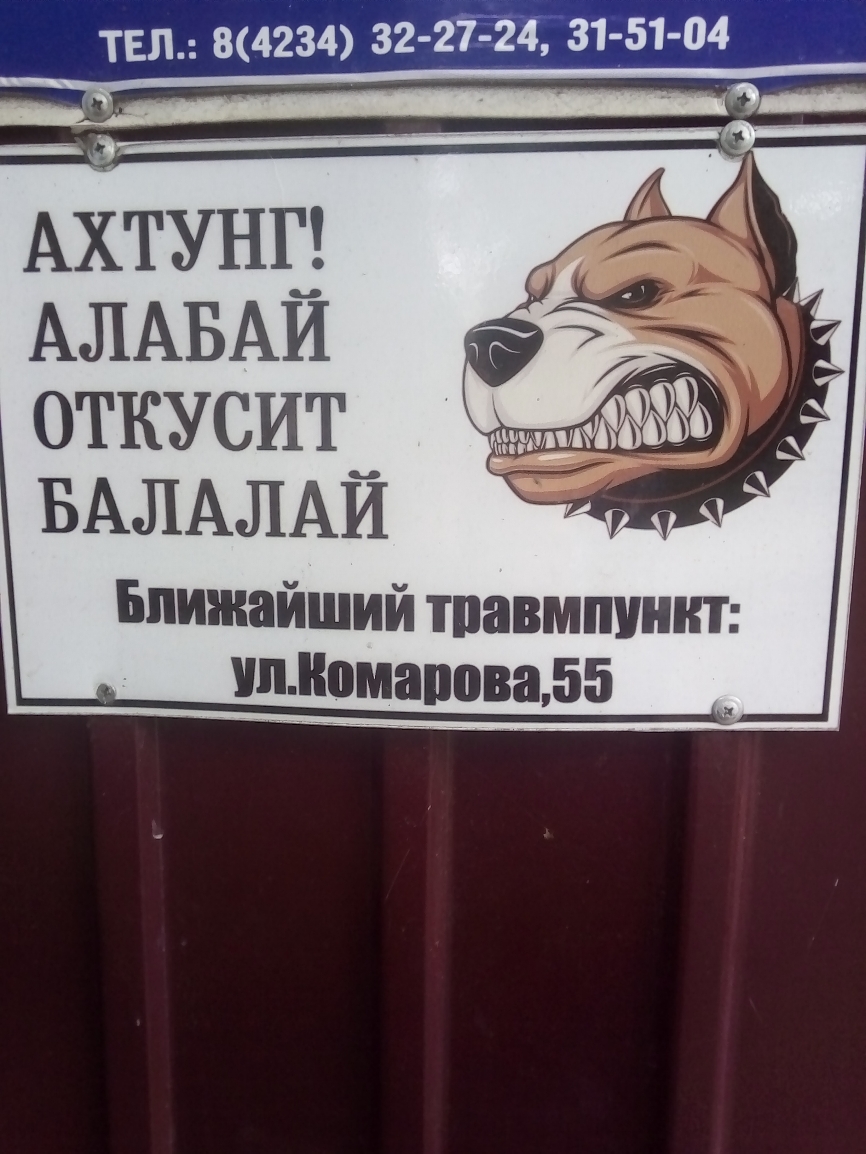 ТЕЛ.: 8(4234) 32-27-24, 31-51-04
АХТУНГ!
АЛАБАЙ
ОТКУСИТ
БАЛАЛАЙ
Ближайший травмпункт:
ул.Комарова,55